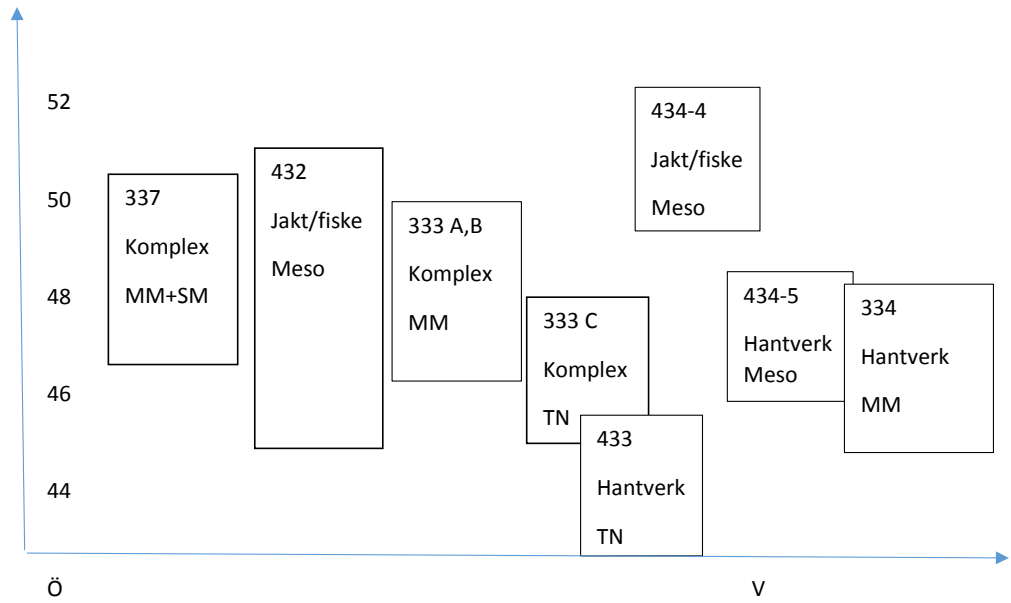 52
50
48
46
44
337
Komplex
MM+SM
432
Jakt/fiske
Meso
333 A,B
Komplex
MM
333 C
Komplex
TN
433
Hantverk
TN
434-4
Jakt/fiske
Meso
434-5
Hantverk
Meso
334
Hantverk
MM
Ö
V